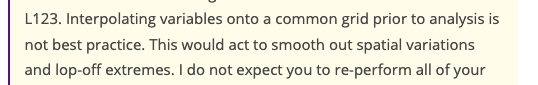 L123. Interpolating variables onto a common grid prior to analysis is
not best practice. This would act to smooth out spatial variations
and lop-off extremes. I do not expect you to re-perform all of your